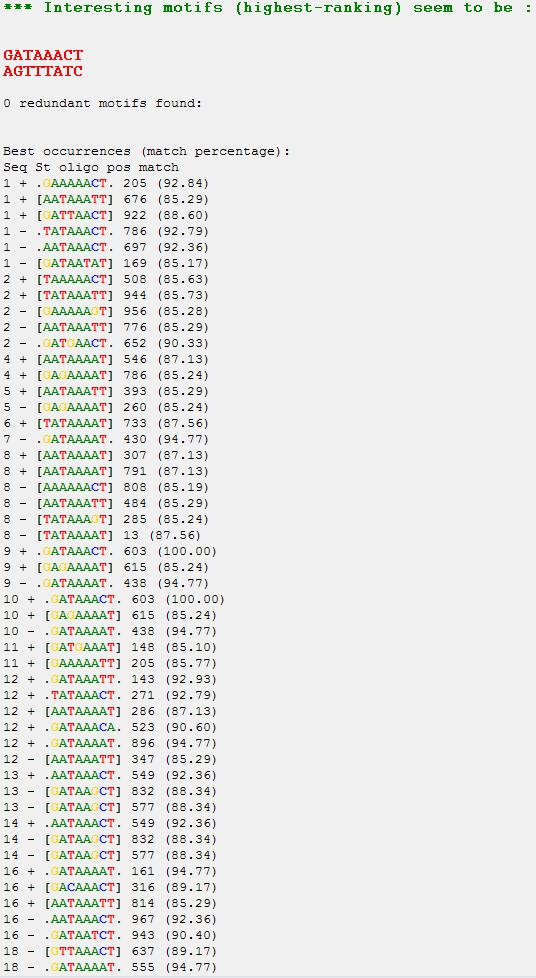 *** Interesting motifs (highest-ranking) seem to be :
GATAAACT
AGTTTATC
0 redundant motifs found:
Best occurrences (match percentage):
Seq St oligo pos match
1 + .GAAAAACT. 205 (92.84)
1 + [AATAAATT] 676 (85.29)
1 + [GATTAACT] 922 (88.60)
1 - .TATAAACT. 786 (92.79)
1 - .AATAAACT. 697 (92.36)
1 - [GATAATAT] 169 (85.17)
2 + [TAAAAACT] 508 (85.63)
2 + [TATAAATT] 944 (85.73)
2 - [GAAAAAGT] 956 (85.28)
2 - [AATAAATT] 776 (85.29)
2 - .GATGAACT. 652 (90.33)
4 + [AATAAAAT] 546 (87.13)
4 + [GAGAAAAT] 786 (85.24)
5 + [AATAAATT] 393 (85.29)
5 - [GAGAAAAT] 260 (85.24)
6 + [TATAAAAT] 733 (87.56)
7 - .GATAAAAT. 430 (94.77)
8 + [AATAAAAT] 307 (87.13)
8 + [AATAAAAT] 791 (87.13)
8 - [AAAAAACT] 808 (85.19)
8 - [AATAAATT] 484 (85.29)
8 - [TATAAAGT] 285 (85.24)
8 - [TATAAAAT] 13 (87.56)
9 + .GATAAACT. 603 (100.00)
9 + [GAGAAAAT] 615 (85.24)
9 - .GATAAAAT. 438 (94.77)
10 + .GATAAACT. 603 (100.00)
10 + [GAGAAAAT] 615 (85.24)
10 - .GATAAAAT. 438 (94.77)
11 + [GATGAAAT] 148 (85.10)
11 + [GAAAAATT] 205 (85.77)
12 + .GATAAATT. 143 (92.93)
12 + .TATAAACT. 271 (92.79)
12 + [AATAAAAT] 286 (87.13)
12 + .GATAAACA. 523 (90.60)
12 + .GATAAAAT. 896 (94.77)
12 - [AATAAATT] 347 (85.29)
13 + .AATAAACT. 549 (92.36)
13 - [GATAAGCT] 832 (88.34)
13 - [GATAAGCT] 577 (88.34)
14 + .AATAAACT. 549 (92.36)
14 - [GATAAGCT] 832 (88.34)
14 - [GATAAGCT] 577 (88.34)
16 + .GATAAAAT. 161 (94.77)
16 + [GACAAACT] 316 (89.17)
16 + [AATAAATT] 814 (85.29)
16 - .AATAAACT. 967 (92.36)
16 - .GATAATCT. 943 (90.40)
18 - [GTTAAACT] 637 (89.17)
18 - .GATAAAAT. 555 (94.77)